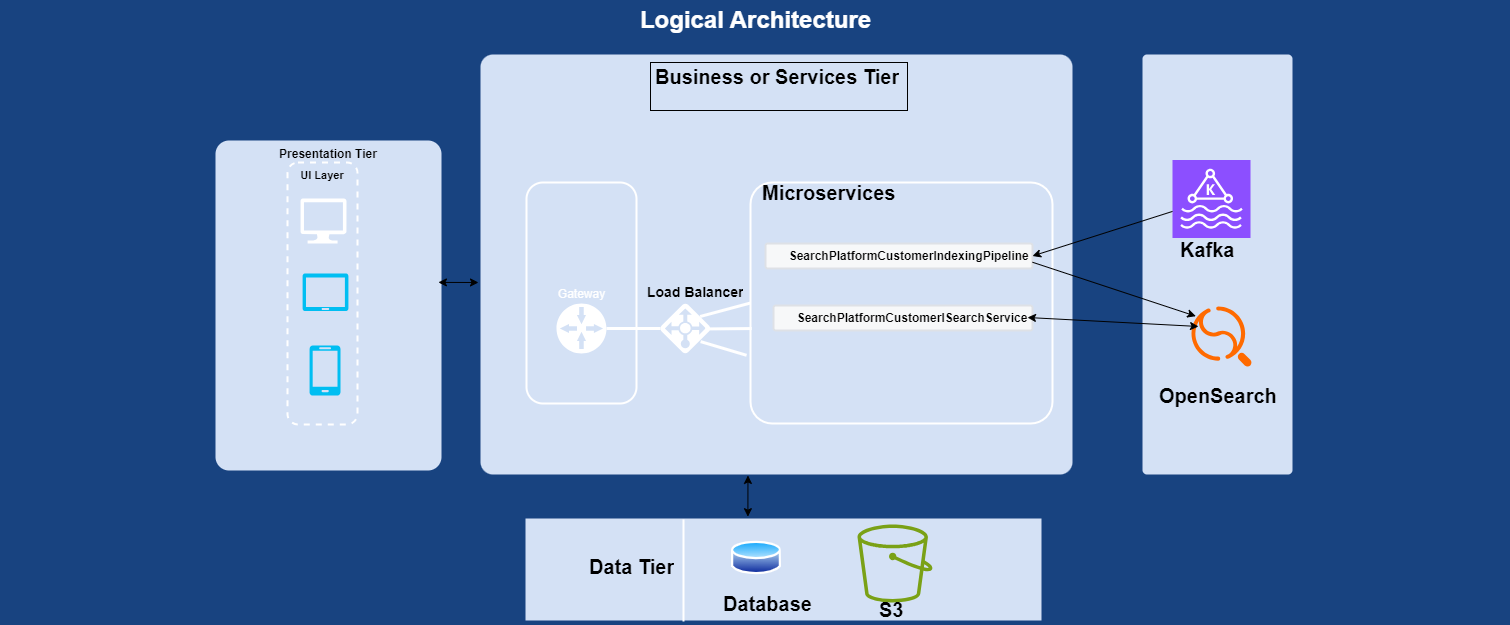 Logical Architecture
Business or Services Tier
Presentation Tier
UI Layer
Microservices
SearchPlatformCustomerIndexingPipeline
Gateway
Load Balancer
SearchPlatformCustomerISearchService
K
Kafka
OpenSearch
Data Tier
Database
S3